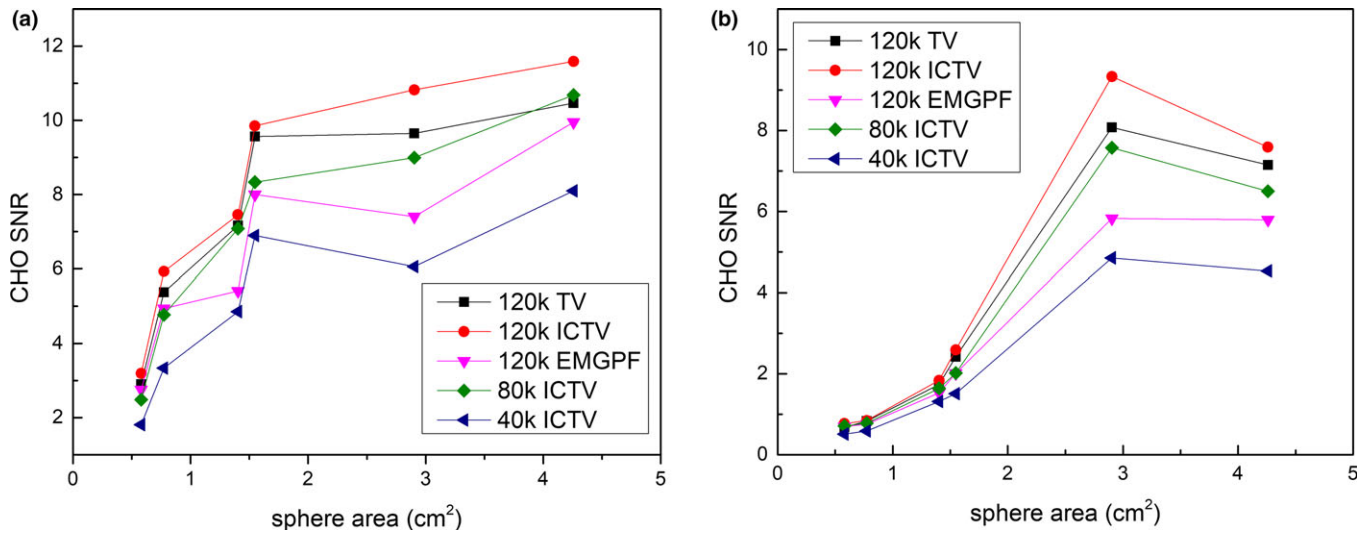 (a)
12
10
8
6
4
2
CHO SNR
0 1 2 3 4 5
sphere area (cm²)
120k TV
120k ICTV
120k EMGPF
80k ICTV
40k ICTV
(b)
10
8
6
4
2
0
CHO SNR
0 1 2 3 4 5
sphere area (cm²)
120k TV
120k ICTV
120k EMGPF
80k ICTV
40k ICTV